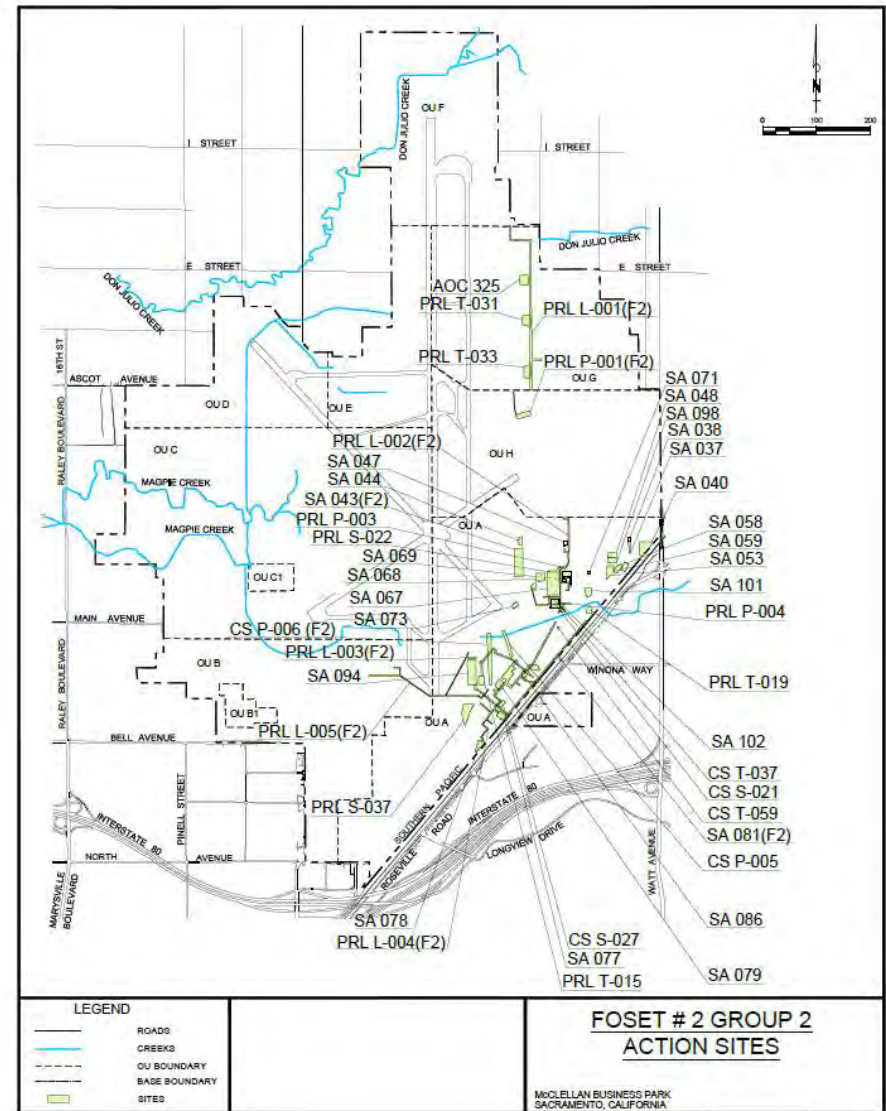 N
0 100 200
OU F
DON JULIO CREEK
I STREET
I STREET
DON JULIO CREEK
E STREET
E STREET
DON JULIO CREEK
AOC 325
PRL T-031
PRL L-001(F2)
PRL T-033
PRL P-001(F2)
OU G
16TH ST
ASCOT AVENUE
OU D
OU E
SA 071
SA 048
SA 098
SA 038
SA 037
RALEY BOULEVARD
OU C
PRL L-002(F2)
OU H
SA 047
SA 044
SA 043(F2)
PRL P-003
PRL S-022
SA 069
SA 068
SA 067
SA 073
MAGPIE CREEK
MAGPIE CREEK
OU A
SA 040
SA 058
SA 059
SA 053
SA 101
PRL P-004
OU C1
MAIN AVENUE
CS P-006 (F2)
PRL L-003(F2)
SA 094
OU B
WINONA WAY
PRL T-019
RALEY BOULEVARD
OU B1
PRL L-005(F2)
OU A
OU A
BELL AVENUE
SA 102
CS T-037
CS S-021
CS T-059
SA 081(F2)
CS P-005
PRL S-037
PINELL STREET
SOUTHERN PACIFIC
ROSEVILLE ROAD
INTERSTATE 80
INTERSTATE 80
LONGVIEW DRIVE
NORTH AVENUE
WATT AVENUE
MARYSVILLE BOULEVARD
SA 086
SA 078
PRL L-004(F2)
CS S-027
SA 077
PRL T-015
SA 079
LEGEND
ROADS
CREEKS
OU BOUNDARY
BASE BOUNDARY
SITES
FOSET # 2 GROUP 2
ACTION SITES
McCLELLAN BUSINESS PARK
SACRAMENTO, CALIFORNIA